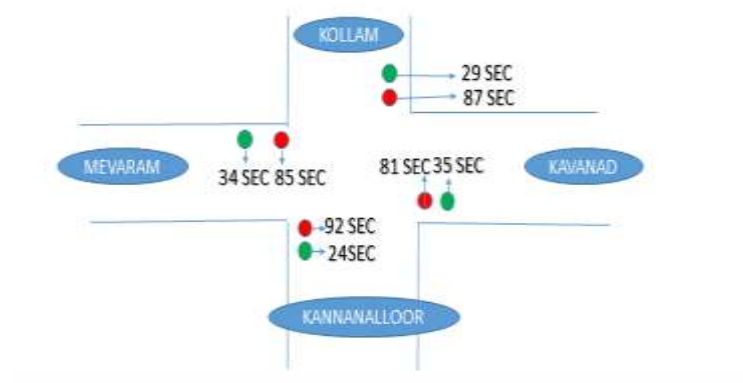 KOLLAM
29 SEC
87 SEC
MEVARAM
34 SEC 85 SEC
81 SEC 35 SEC
KAVANAD
92 SEC
24SEC
KANNANALLOOR